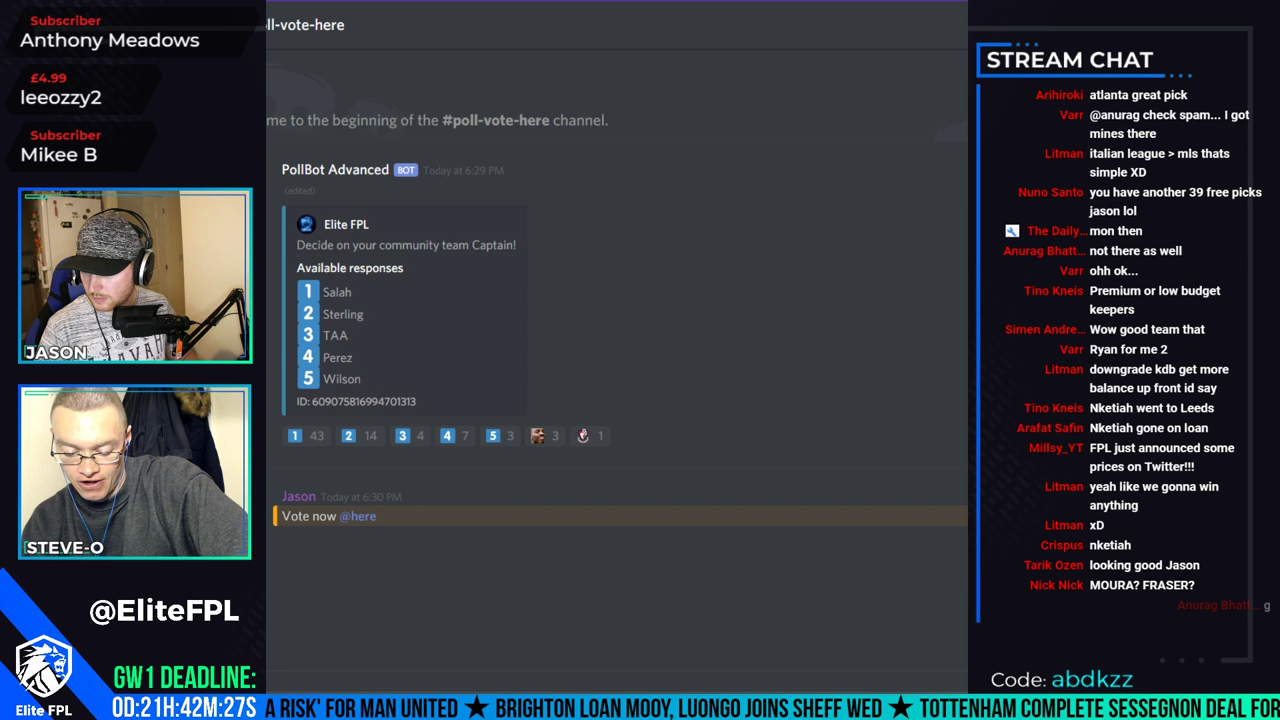 Subscriber
Anthony Meadows
£4.99
leeozzy2
Subscriber
Mikee B
JASON
STEVE-O
@EliteFPL
Elite FPL
GW1 DEADLINE:
0D:21H:42M:27S
ll-vote-here
me to the beginning of the #poll-vote-here channel.
PollBot Advanced BOT Today at 6:29 PM
(edited)
Elite FPL
Decide on your community team Captain!
Available responses
1 Salah
2 Sterling
3 TAA
4 Perez
5 Wilson
ID: 609075816994701313
1 43 2 14 3 4 4 7 5 3 3 1
Jason Today at 6:30 PM
Vote now @here
STREAM CHAT
Arihiroki atlanta great pick
Varr @anurag check spam... I got
mines there
Litman italian league > mls thats
simple XD
Nuno Santo you have another 39 free picks
jason lol
The Daily... mon then
Anurag Bhatt... not there as well
Varr ohh ok...
Tino Kneis Premium or low budget
keepers
Simen Andre... Wow good team that
Varr Ryan for me 2
Litman downgrade kdb get more
balance up front id say
Tino Kneis Nketiah went to Leeds
Arafat Safin Nketiah gone on loan
Millsy_YT FPL just announced some
prices on Twitter!!!
Litman yeah like we gonna win
anything
Litman xD
Crispus nketiah
Tarik Ozen looking good Jason
Nick Nick MOURA? FRASER?
Anurag Bhatt... g
Code: abdkzz
A RISK' FOR MAN UNITED ★ BRIGHTON LOAN MOOY, LUONGO JOINS SHEFF WED ★ TOTTENHAM COMPLETE SESSEGNON DEAL FOR